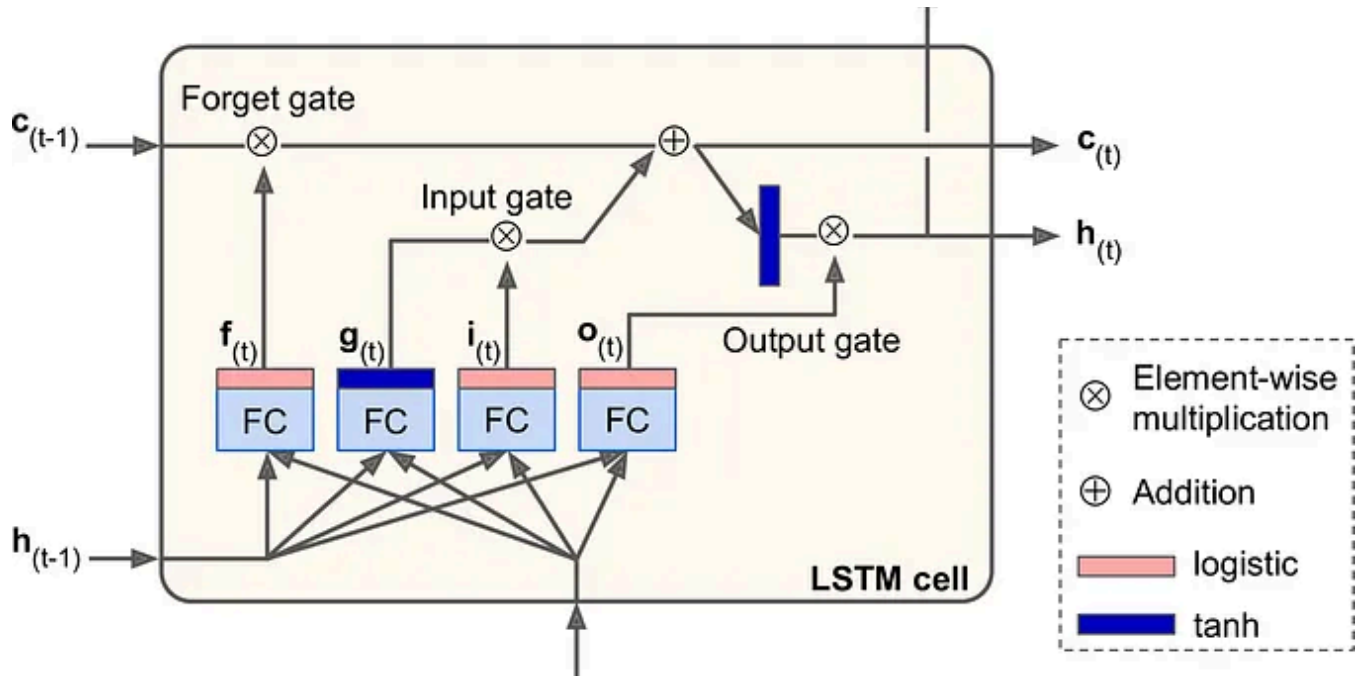 Forget gate
c(t-1)
c(t)
Input gate
h(t)
f(t)
g(t)
i(t)
o(t)
Output gate
FC
FC
FC
FC
h(t-1)
LSTM cell
Element-wise
multiplication
Addition
logistic
tanh